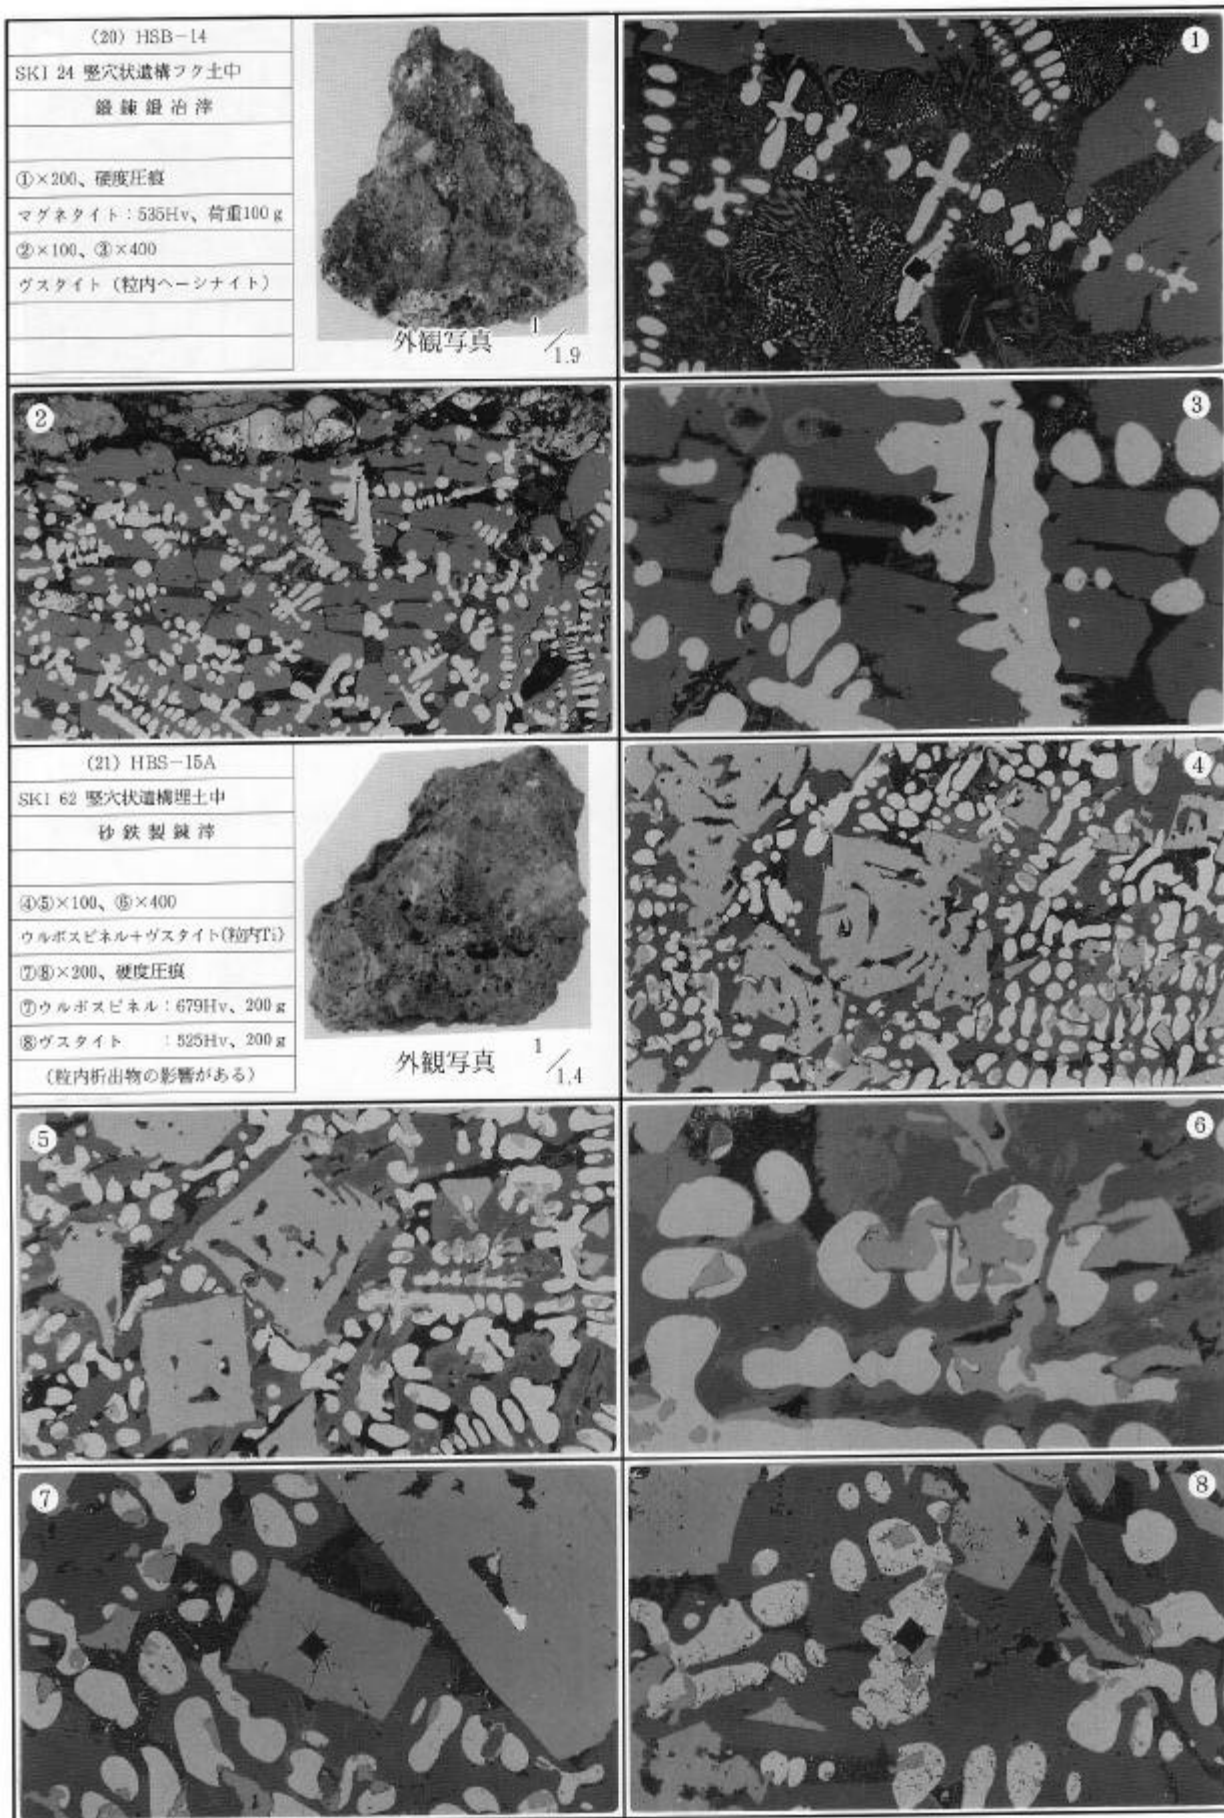 (20) HSB-14
SKI 24 竪穴状遺構フク土中
鍛錬鍛冶滓
①×200、硬度圧痕
マグネタイト：535Hv、荷重100g
②×100、③×400
ヴスタイト（粒内ヘーシナイト）
外観写真 1/1.9
①
②
③
(21) HBS-15A
SKI 62 竪穴状遺構埋土中
砂鉄製錬滓
④⑤×100、⑥×400
ウルボスピネル+ヴスタイト(粒内Ti)
⑦⑧×200、硬度圧痕
⑦ウルボスピネル：679Hv、200g
⑧ヴスタイト ：525Hv、200g
（粒内析出物の影響がある）
外観写真 1/1.4
④
⑤
⑥
⑦
⑧